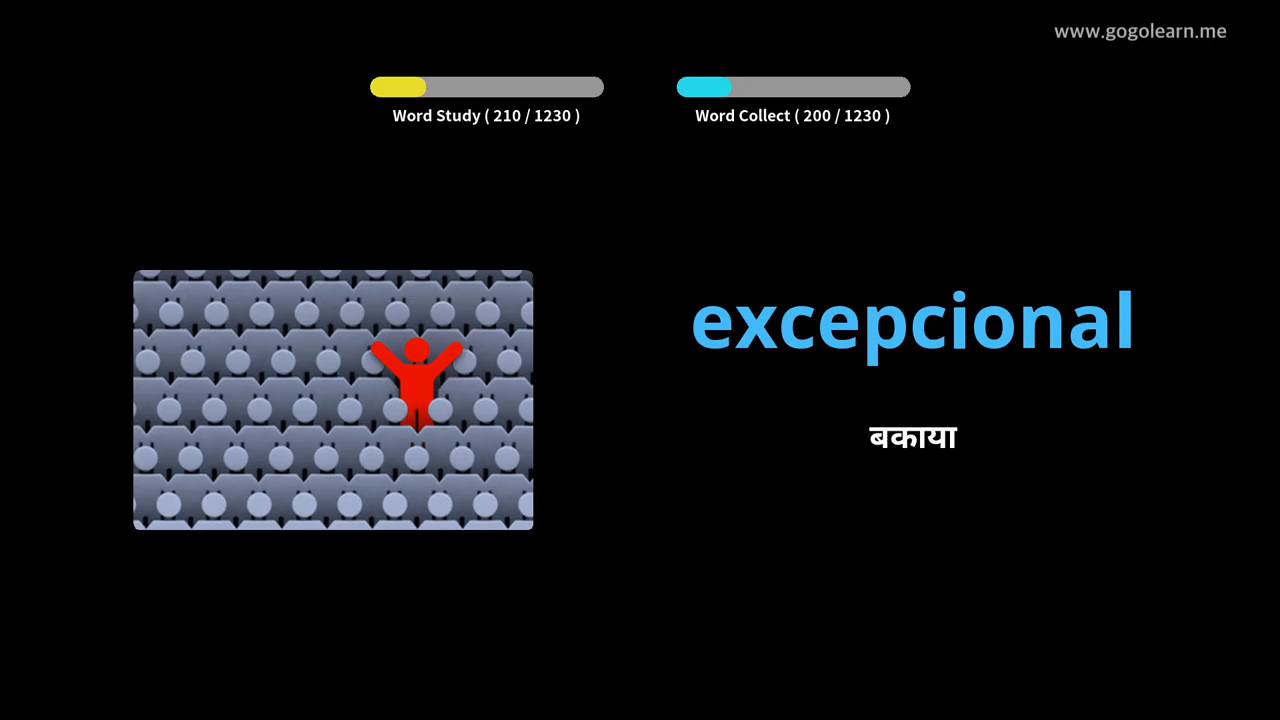 www.gogolearn.me
Word Study ( 210 / 1230 )
Word Collect ( 200 / 1230 )
excepcional
बकाया